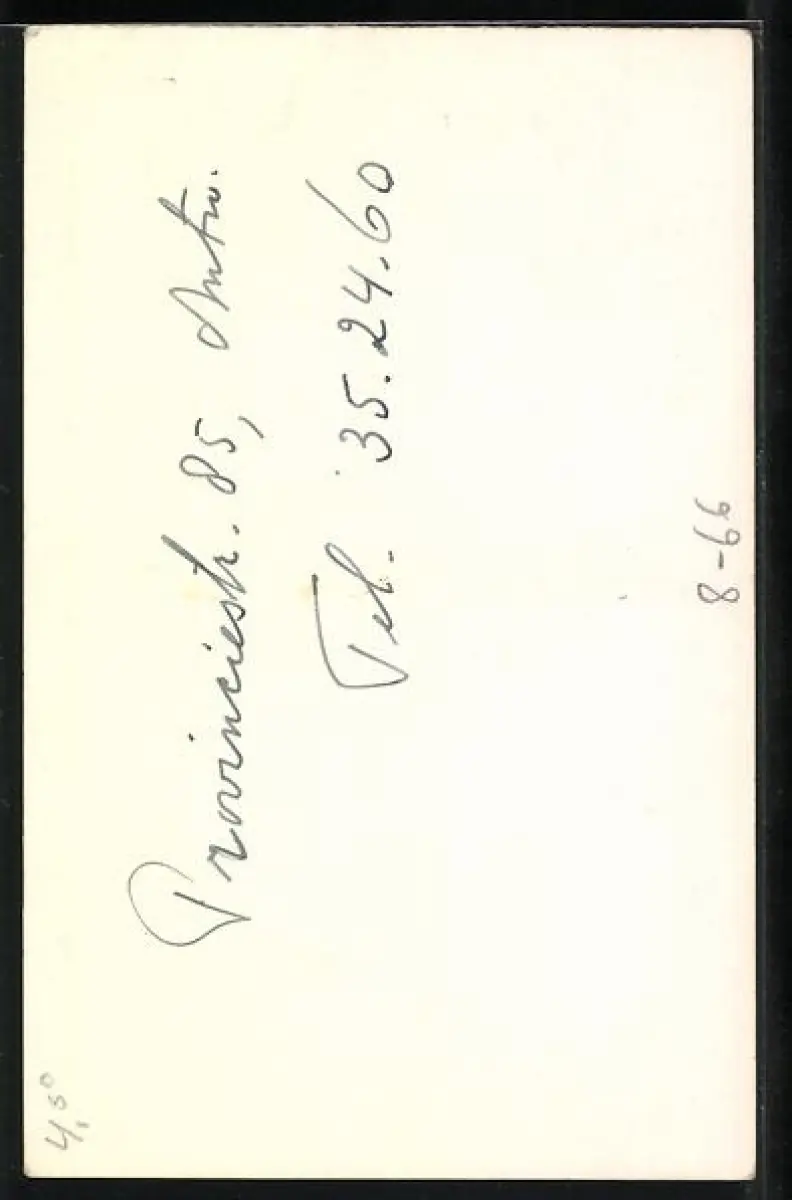 Provinciestr. 85, Antw.
Tel. 35.24.60
8-66
4,50